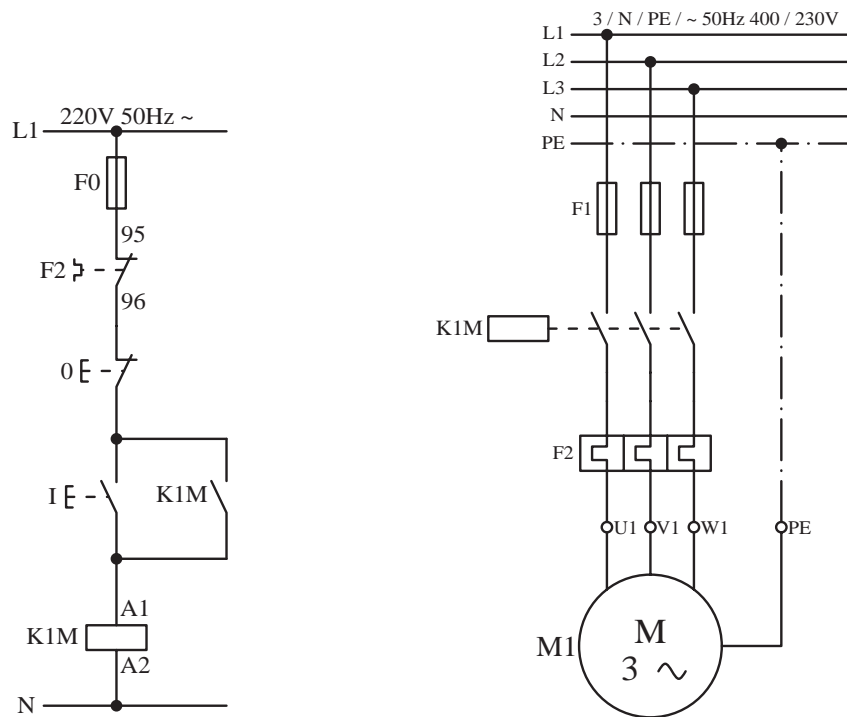 220V 50Hz ~
L1
F0
95
F2
96
0
I
K1M
A1
K1M
A2
N
3 / N / PE / ~ 50Hz 400 / 230V
L1
L2
L3
N
PE
F1
K1M
F2
U1 V1 W1 PE
M1
M
3 ~